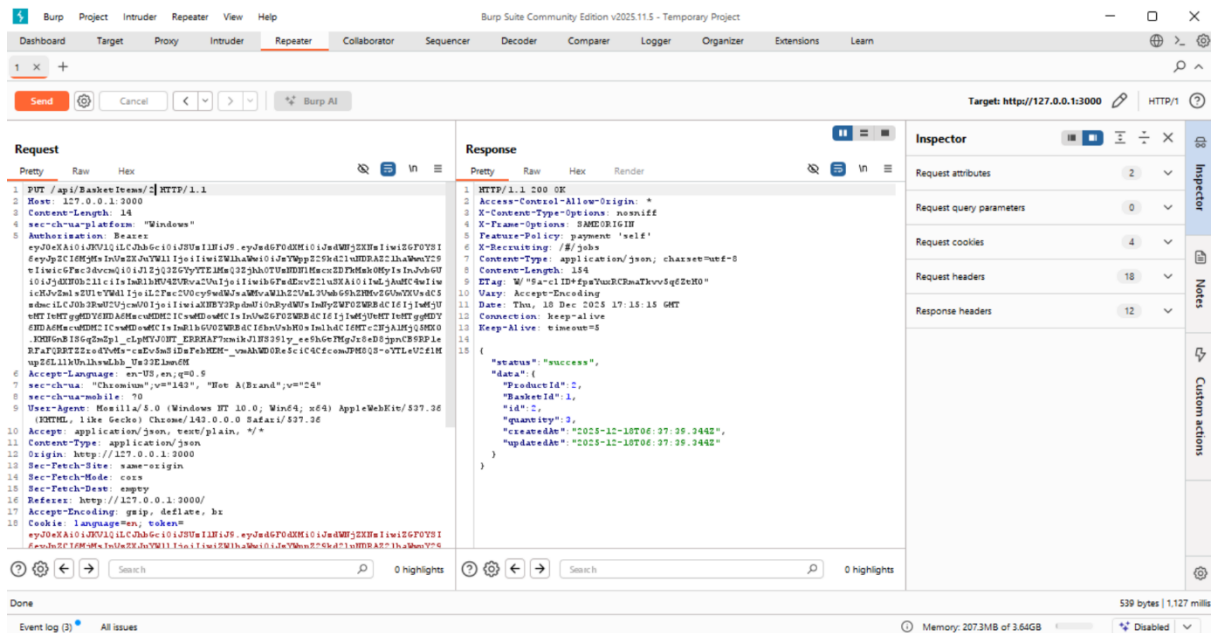 Burp Project Intruder Repeater View Help Burp Suite Community Edition v2025.11.5 - Temporary Project
Dashboard Target Proxy Intruder Repeater Collaborator Sequencer Decoder Comparer Logger Organizer Extensions Learn
1 × +
Send Cancel Burp AI Target: http://127.0.0.1:3000 HTTP/1
Request
Pretty Raw Hex \n
1 PUT /api/BasketItems/2 HTTP/1.1
2 Host: 127.0.0.1:3000
3 Content-Length: 14
4 sec-ch-ua-platform: "Windows"
5 Authorization: Bearer
6 Accept-Language: en-US,en;q=0.9
7 sec-ch-ua: "Chromium";v="143", "Not A(Brand";v="24"
8 sec-ch-ua-mobile: ?0
9 User-Agent: Mozilla/5.0 (Windows NT 10.0; Win64; x64) AppleWebKit/537.36
(KHTML, like Gecko) Chrome/143.0.0.0 Safari/537.36
10 Accept: application/json, text/plain, */*
11 Content-Type: application/json
12 Origin: http://127.0.0.1:3000
13 Sec-Fetch-Site: same-origin
14 Sec-Fetch-Mode: cors
15 Sec-Fetch-Dest: empty
16 Referer: http://127.0.0.1:3000/
17 Accept-Encoding: gzip, deflate, br
18 Cookie: language=en; token=
Search 0 highlights
Response
Pretty Raw Hex Render \n
1 HTTP/1.1 200 OK
2 Access-Control-Allow-Origin: *
3 X-Content-Type-Options: nosniff
4 X-Frame-Options: SAMEORIGIN
5 Feature-Policy: payment 'self'
6 X-Recruiting: /#/jobs
7 Content-Type: application/json; charset=utf-8
8 Content-Length: 154
9 ETag:
10 Vary: Accept-Encoding
11 Date: Thu, 18 Dec 2025 17:15:15 GMT
12 Connection: keep-alive
13 Keep-Alive: timeout=5
14
15 {
"status":"success",
"data":{
"ProductId":2,
"BasketId":1,
"id":2,
"quantity":3,
"createdAt":"2025-12-18T06:37:39.344Z",
"updatedAt":"2025-12-18T06:37:39.344Z"
}
}
Search 0 highlights
Inspector
Request attributes 2
Request query parameters 0
Request cookies 4
Request headers 18
Response headers 12
Inspector
Notes
Custom actions
Done 539 bytes | 1,127 millis
Event log (3) All issues Memory: 207.3MB of 3.64GB Disabled